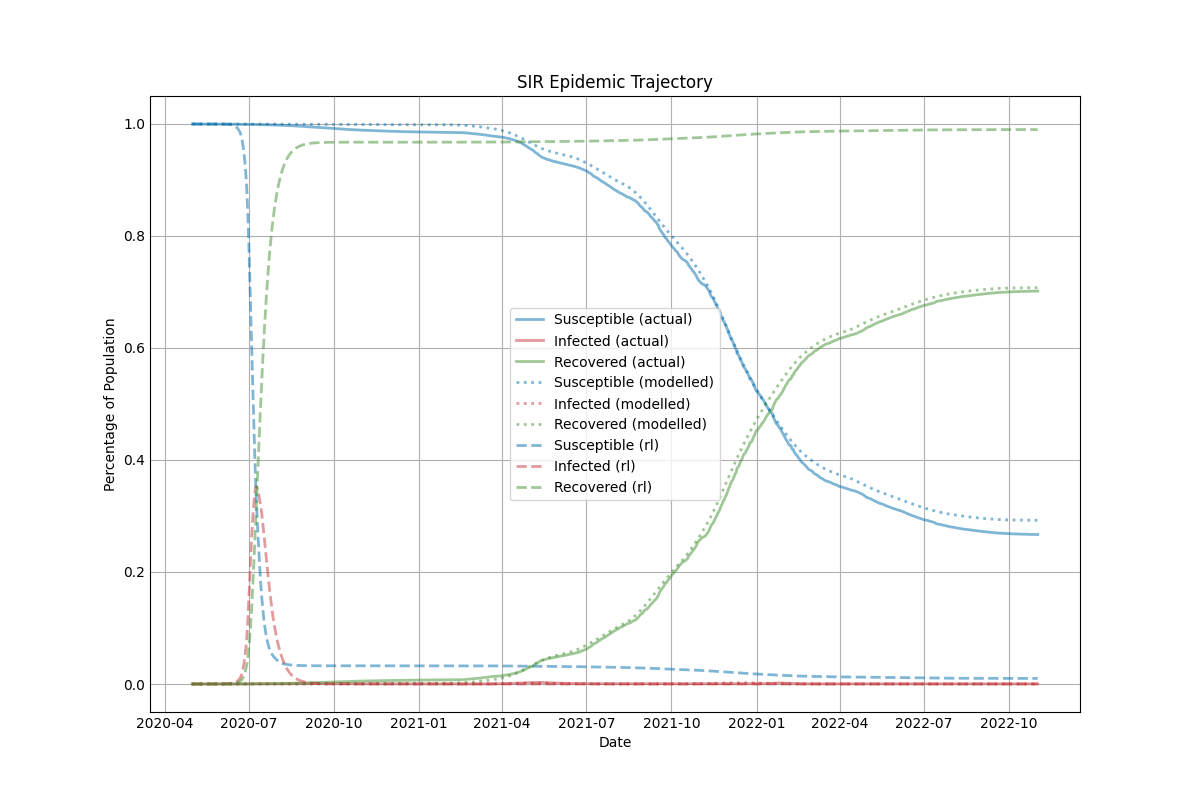 SIR Epidemic Trajectory
Percentage of Population
1.0
0.8
0.6
0.4
0.2
0.0
Susceptible (actual)
Infected (actual)
Recovered (actual)
Susceptible (modelled)
Infected (modelled)
Recovered (modelled)
Susceptible (rl)
Infected (rl)
Recovered (rl)
2020-04 2020-07 2020-10 2021-01 2021-04 2021-07 2021-10 2022-01 2022-04 2022-07 2022-10
Date